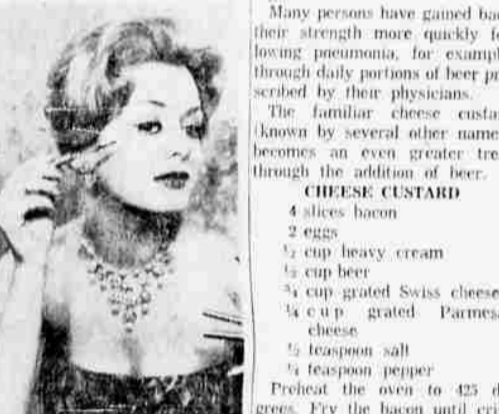 Many persons have gained bac
their strength more quickly fo
lowing pneumonia, for exampl
through daily portions of beer pr
scribed by their physicians.
The familiar cheese custa
(known by several other name
becomes an even greater trea
through the addition of beer.
CHEESE CUSTARD
4 slices bacon
2 eggs
½ cup heavy cream
½ cup beer
¾ cup grated Swiss cheese
¼ cup grated Parmesa
cheese
½ teaspoon salt
¼ teaspoon pepper
Preheat the oven to 425 d
grees. Fry the bacon until